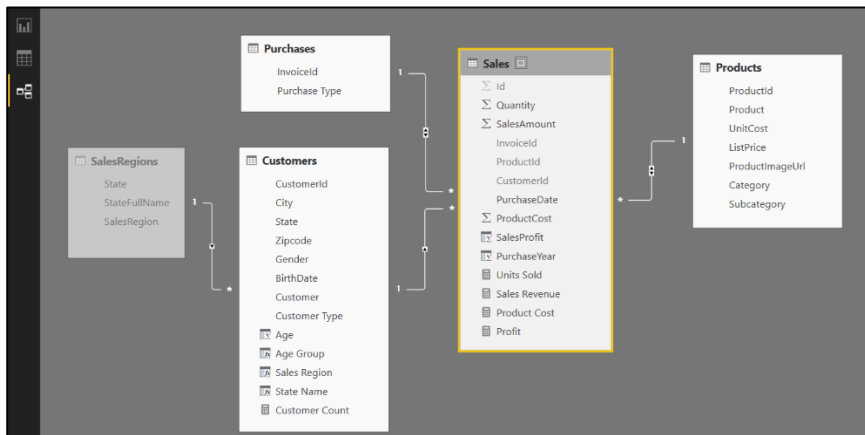 Purchases
InvoiceId
Purchase Type
1
*
Sales
Id
Quantity
SalesAmount
InvoiceId
ProductId
CustomerId
PurchaseDate
ProductCost
SalesProfit
PurchaseYear
Units Sold
Sales Revenue
Product Cost
Profit
Products
ProductId
Product
UnitCost
ListPrice
ProductImageUrl
Category
Subcategory
1
*
SalesRegions
State
StateFullName
SalesRegion
1
*
Customers
CustomerId
City
State
Zipcode
Gender
BirthDate
Customer
Customer Type
Age
Age Group
Sales Region
State Name
Customer Count
1
*